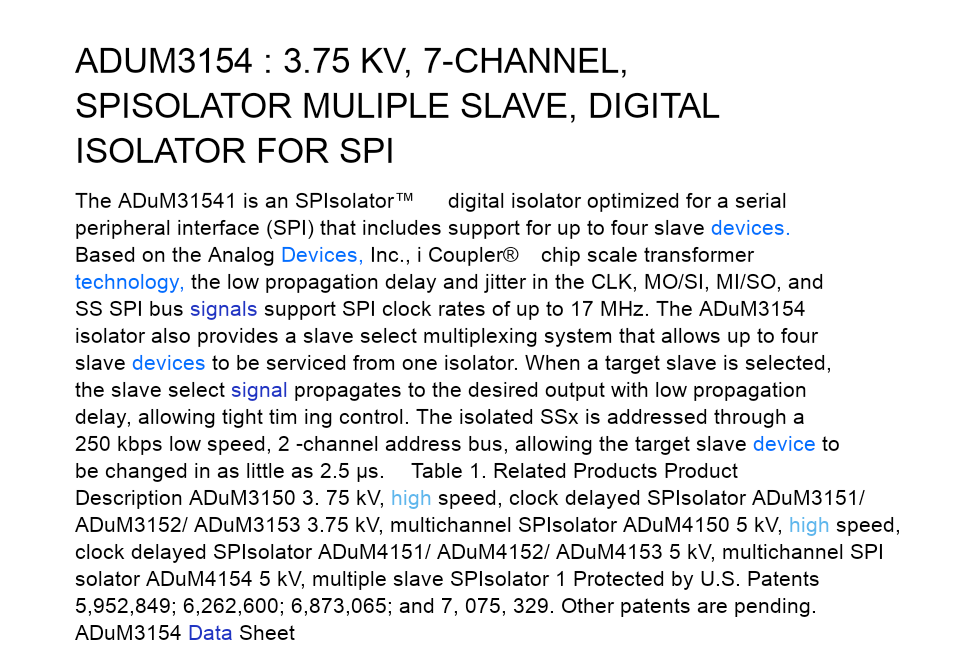 ADUM3154 : 3.75 KV, 7-CHANNEL,
SPISOLATOR MULIPLE SLAVE, DIGITAL
ISOLATOR FOR SPI
The ADuM31541 is an SPIsolator™ digital isolator optimized for a serial
peripheral interface (SPI) that includes support for up to four slave devices.
Based on the Analog Devices, Inc., i Coupler® chip scale transformer
technology, the low propagation delay and jitter in the CLK, MO/SI, MI/SO, and
SS SPI bus signals support SPI clock rates of up to 17 MHz. The ADuM3154
isolator also provides a slave select multiplexing system that allows up to four
slave devices to be serviced from one isolator. When a target slave is selected,
the slave select signal propagates to the desired output with low propagation
delay, allowing tight tim ing control. The isolated SSx is addressed through a
250 kbps low speed, 2 -channel address bus, allowing the target slave device to
be changed in as little as 2.5 μs. Table 1. Related Products Product
Description ADuM3150 3. 75 kV, high speed, clock delayed SPIsolator ADuM3151/
ADuM3152/ ADuM3153 3.75 kV, multichannel SPIsolator ADuM4150 5 kV, high speed,
clock delayed SPIsolator ADuM4151/ ADuM4152/ ADuM4153 5 kV, multichannel SPI
solator ADuM4154 5 kV, multiple slave SPIsolator 1 Protected by U.S. Patents
5,952,849; 6,262,600; 6,873,065; and 7, 075, 329. Other patents are pending.
ADuM3154 Data Sheet